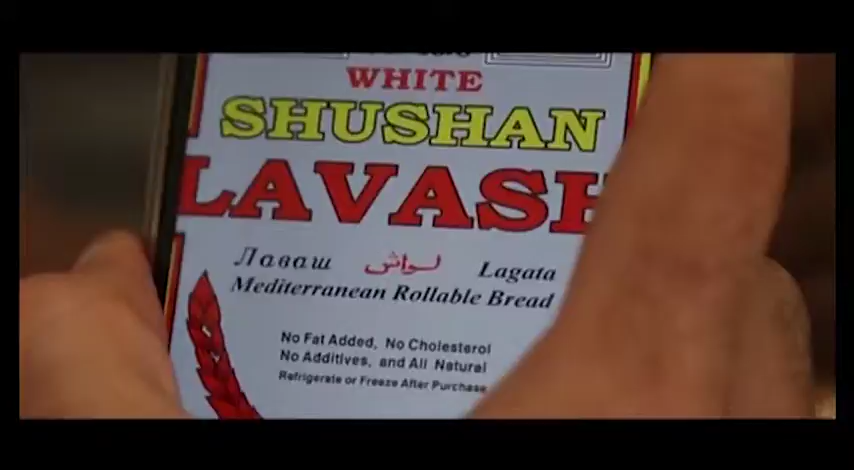 WHITE
SHUSHAN
LAVASH
Лаваш لـواش Lagata
Mediterranean Rollable Bread
No Fat Added, No Cholesterol
No Additives, and All Natural
Refrigerate or Freeze After Purchase